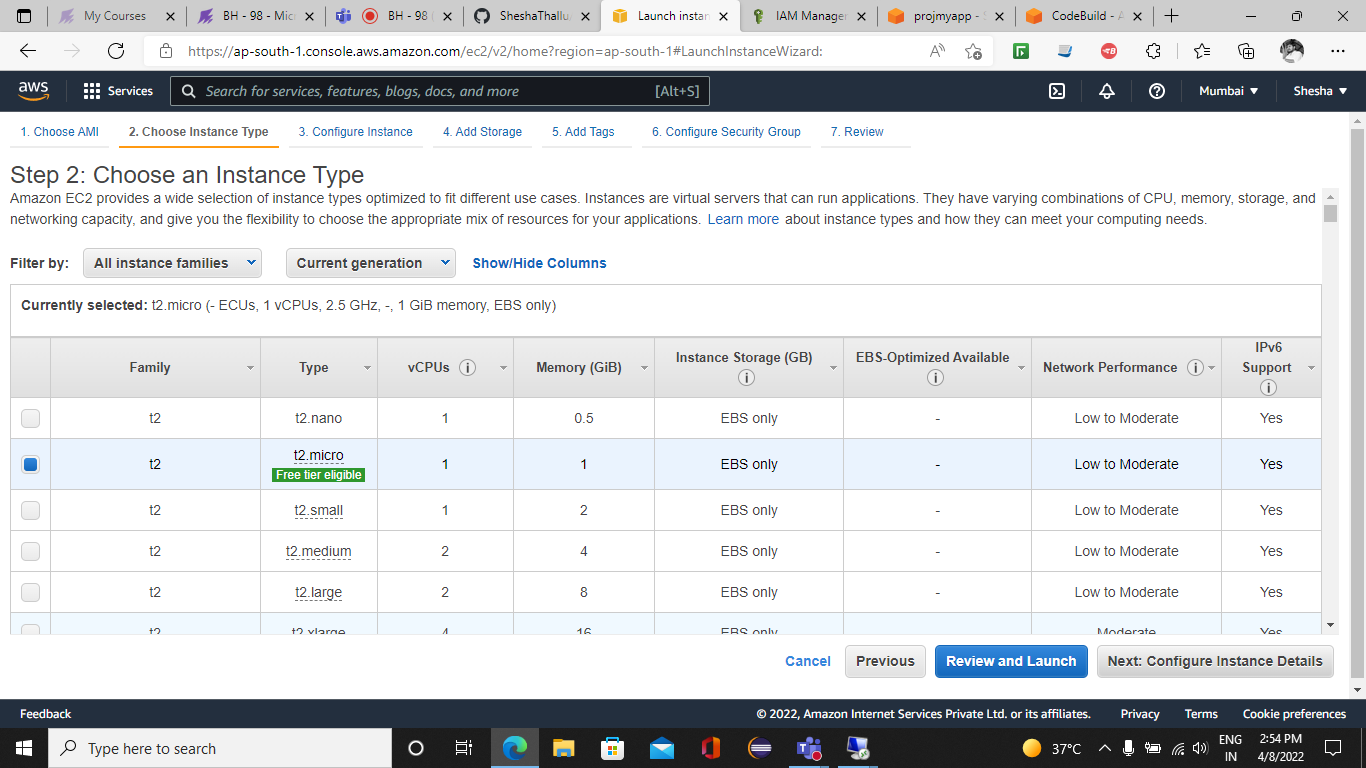 My Courses
BH - 98 - Mic
BH - 98
SheshaThallu
Launch instan
IAM Manager
projmyapp - S
CodeBuild - A
https://ap-south-1.console.aws.amazon.com/ec2/v2/home?region=ap-south-1#LaunchInstanceWizard:
aws Services Search for services, features, blogs, docs, and more [Alt+S] Mumbai Shesha
1. Choose AMI 2. Choose Instance Type 3. Configure Instance 4. Add Storage 5. Add Tags 6. Configure Security Group 7. Review
Step 2: Choose an Instance Type
Amazon EC2 provides a wide selection of instance types optimized to fit different use cases. Instances are virtual servers that can run applications. They have varying combinations of CPU, memory, storage, and
networking capacity, and give you the flexibility to choose the appropriate mix of resources for your applications. Learn more about instance types and how they can meet your computing needs.
Filter by: All instance families Current generation Show/Hide Columns
Currently selected: t2.micro (- ECUs, 1 vCPUs, 2.5 GHz, -, 1 GiB memory, EBS only)
Family Type vCPUs Memory (GiB) Instance Storage (GB) EBS-Optimized Available Network Performance IPv6 Support
t2 t2.nano 1 0.5 EBS only - Low to Moderate Yes
t2 t2.micro Free tier eligible 1 1 EBS only - Low to Moderate Yes
t2 t2.small 1 2 EBS only - Low to Moderate Yes
t2 t2.medium 2 4 EBS only - Low to Moderate Yes
t2 t2.large 2 8 EBS only - Low to Moderate Yes
t2 t2.xlarge 4 16 EBS only Moderate Yes
Cancel Previous Review and Launch Next: Configure Instance Details
Feedback © 2022, Amazon Internet Services Private Ltd. or its affiliates. Privacy Terms Cookie preferences
Type here to search 37°C ENG 2:54 PM
IN 4/8/2022